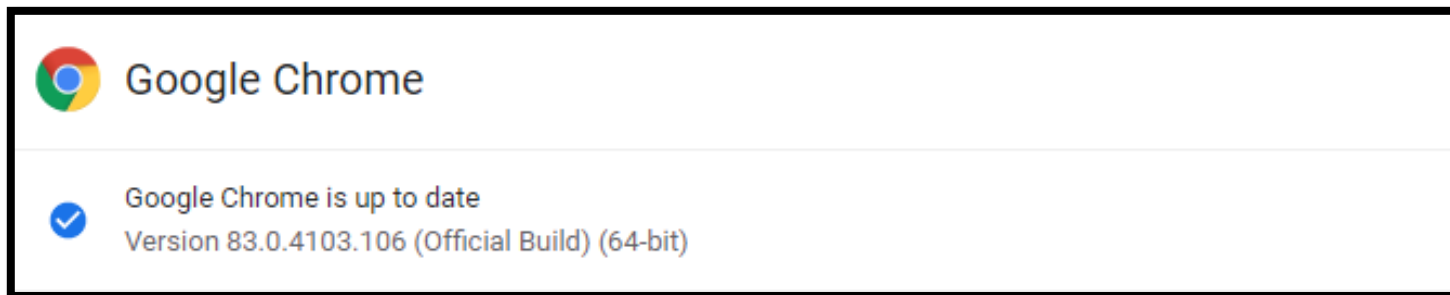 Google Chrome
Google Chrome is up to date
Version 83.0.4103.106 (Official Build) (64-bit)